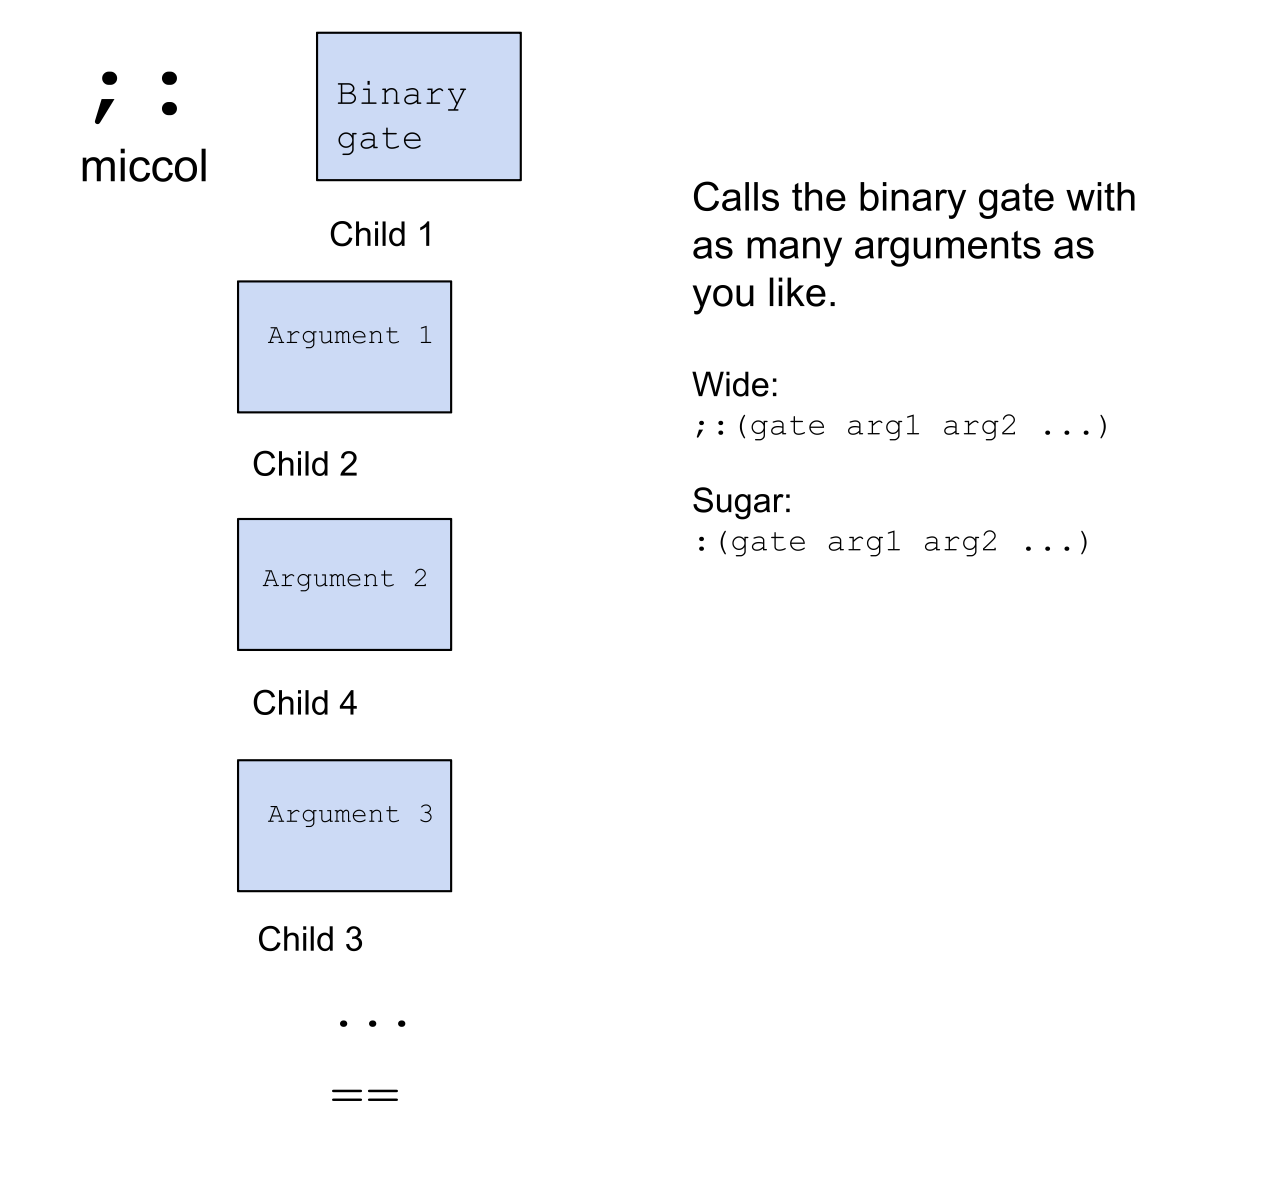 ; :
miccol
Binary
gate
Child 1
Argument 1
Child 2
Argument 2
Child 4
Argument 3
Child 3
...
==
Calls the binary gate with
as many arguments as
you like.
Wide:
;:(gate arg1 arg2 ...)
Sugar:
:(gate arg1 arg2 ...)